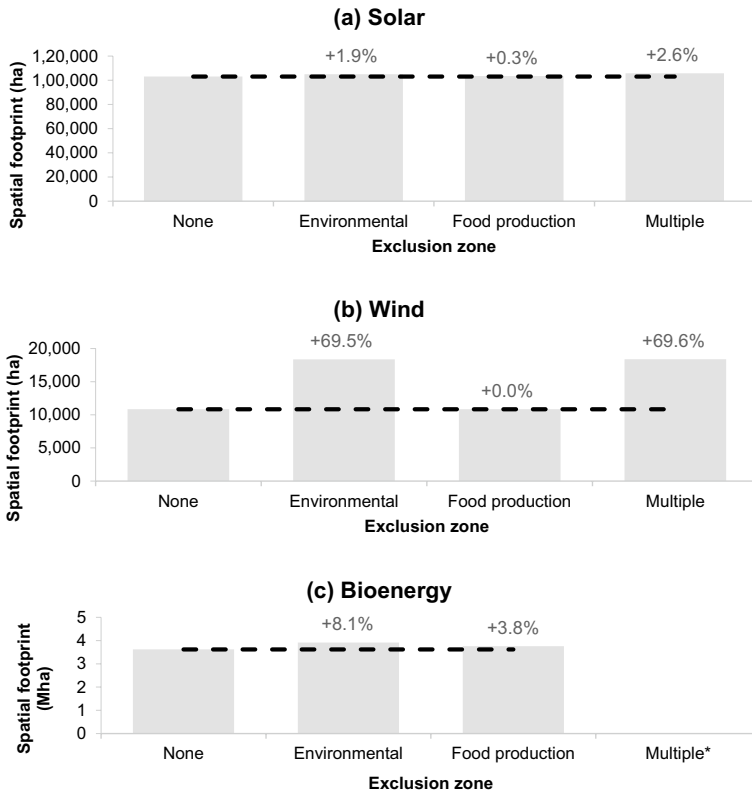 (a) Solar
Spatial footprint (ha)
1,20,000
1,00,000
80,000
60,000
40,000
20,000
0
+1.9%
+0.3%
+2.6%
None
Environmental
Food production
Multiple
Exclusion zone
(b) Wind
Spatial footprint (ha)
20,000
15,000
10,000
5,000
0
+69.5%
+0.0%
+69.6%
None
Environmental
Food production
Multiple
Exclusion zone
(c) Bioenergy
Spatial footprint
(Mha)
5
4
3
2
1
0
+8.1%
+3.8%
None
Environmental
Food production
Multiple*
Exclusion zone